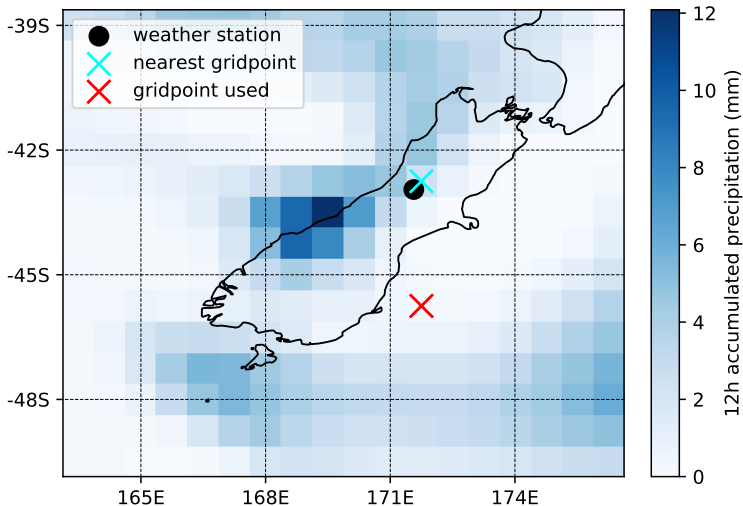 weather station
nearest gridpoint
gridpoint used
-39S
-42S
-45S
-48S
165E 168E 171E 174E
12
10
8
6
4
2
0
12h accumulated precipitation (mm)